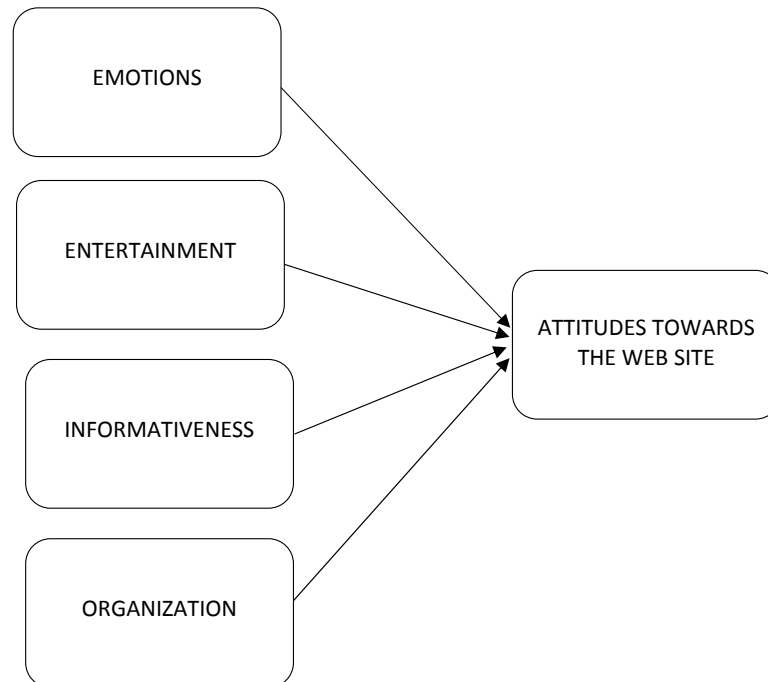 EMOTIONS
ENTERTAINMENT
ATTITUDES TOWARDS
THE WEB SITE
INFORMATIVENESS
ORGANIZATION